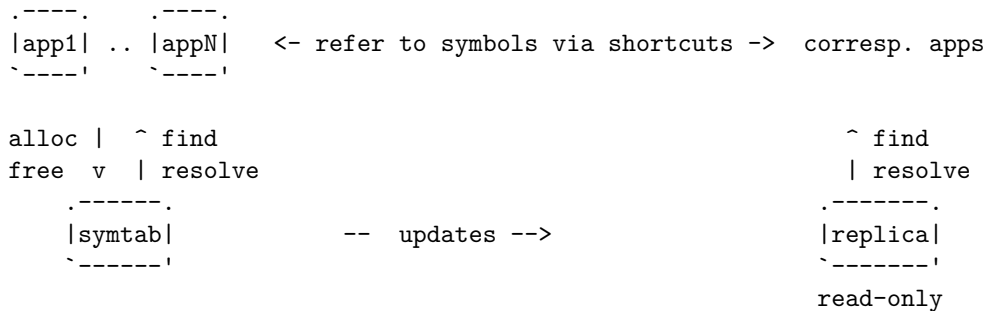 .----.     .----.
|app1| .. |appN|   <- refer to symbols via shortcuts ->  corresp. apps
`----'     `----'
alloc |  ^ find                                        ^ find
free  v  | resolve                                     | resolve
    .------.                                         .-------.
    |symtab|           --  updates -->               |replica|
    `------'                                         `-------'
                                                     read-only